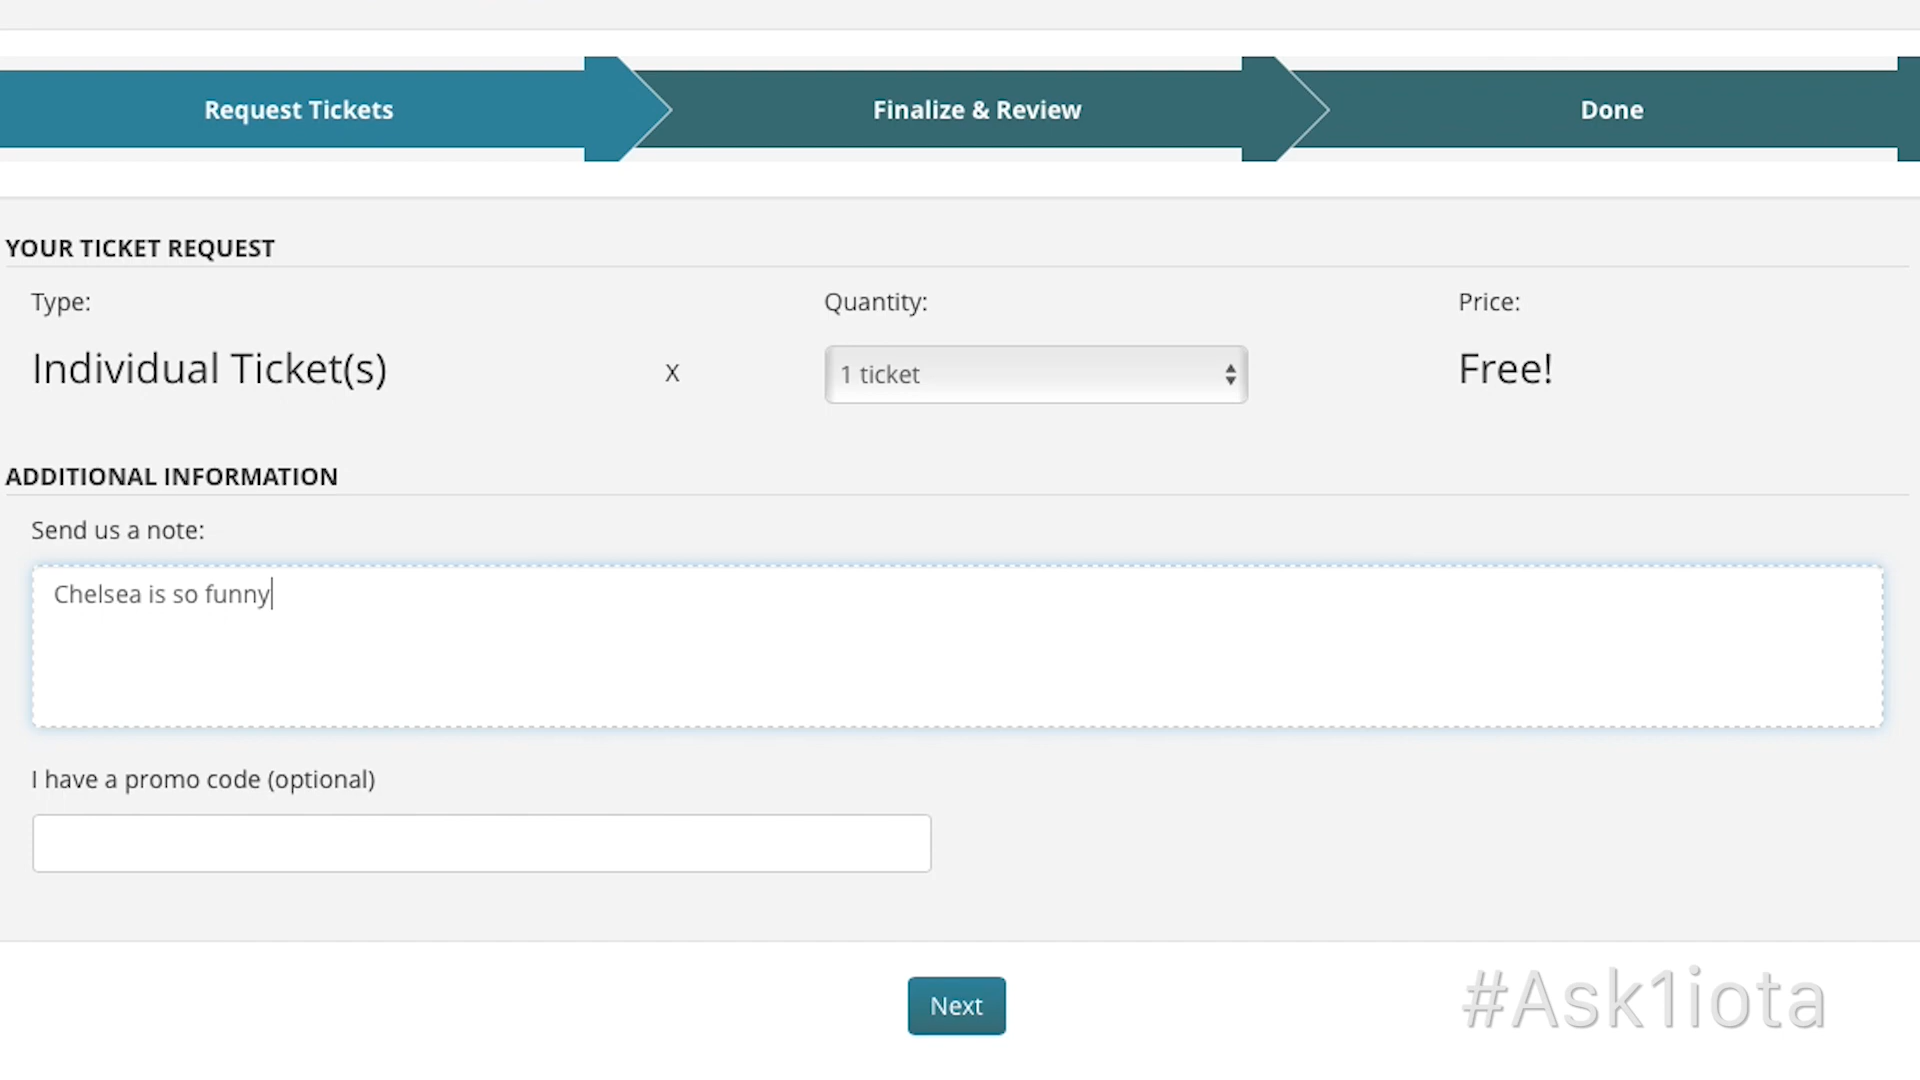 Request Tickets
Finalize & Review
Done
YOUR TICKET REQUEST
Type:
Quantity:
Price:
Individual Ticket(s)
X
1 ticket
Free!
ADDITIONAL INFORMATION
Send us a note:
Chelsea is so funny
I have a promo code (optional)
Next
#Ask1iota